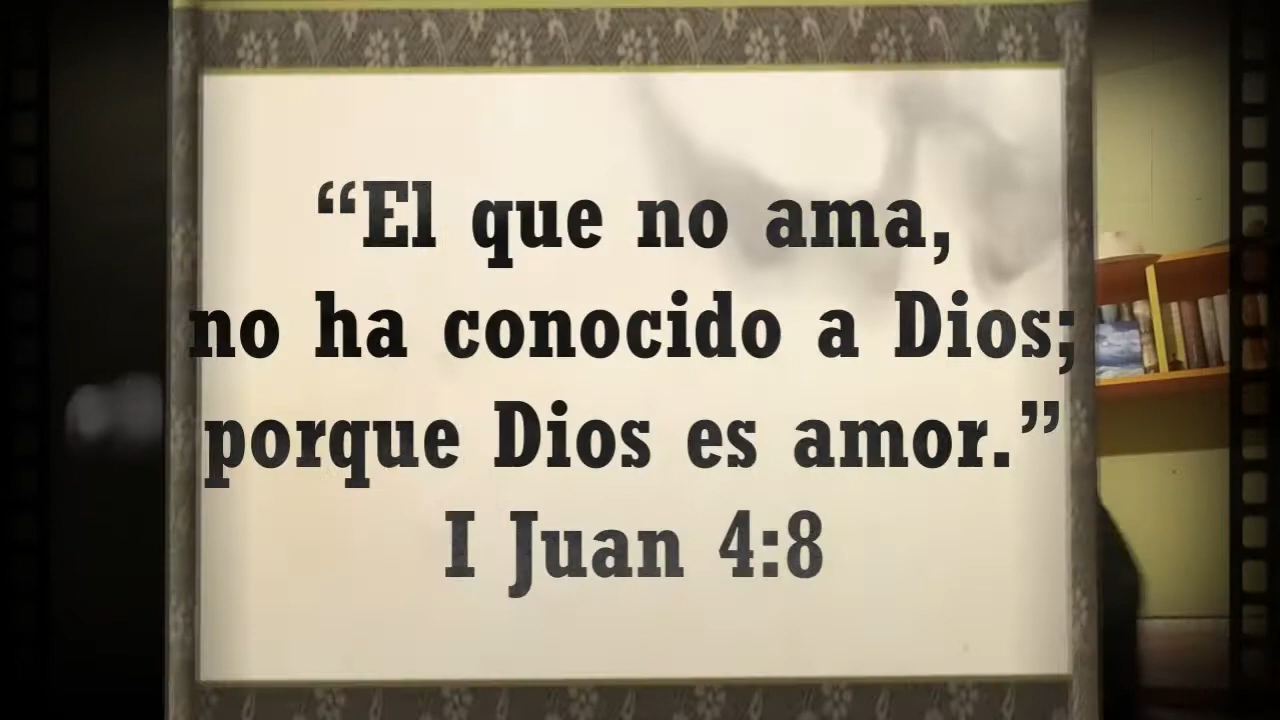 “El que no ama,
no ha conocido a Dios;
porque Dios es amor.”
I Juan 4:8